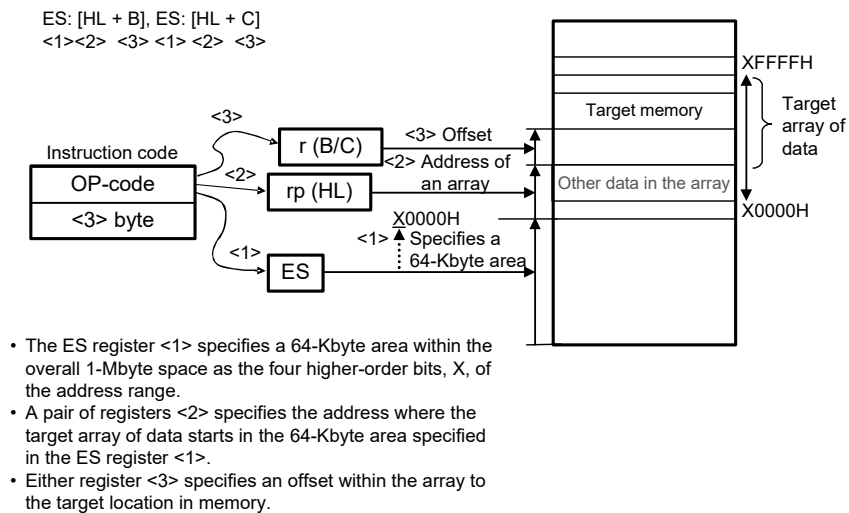 ES: [HL + B], ES: [HL + C]
<1><2> <3> <1> <2> <3>
XFFFFH
Target memory
Target
array of
data
<3>
r (B/C)
<3> Offset
Instruction code
OP-code
<3> byte
<2>
rp (HL)
<2> Address of
an array
Other data in the array
X0000H
X0000H
<1>
Specifies a
64-Kbyte area
<1>
ES
• The ES register <1> specifies a 64-Kbyte area within the
overall 1-Mbyte space as the four higher-order bits, X, of
the address range.
• A pair of registers <2> specifies the address where the
target array of data starts in the 64-Kbyte area specified
in the ES register <1>.
• Either register <3> specifies an offset within the array to
the target location in memory.